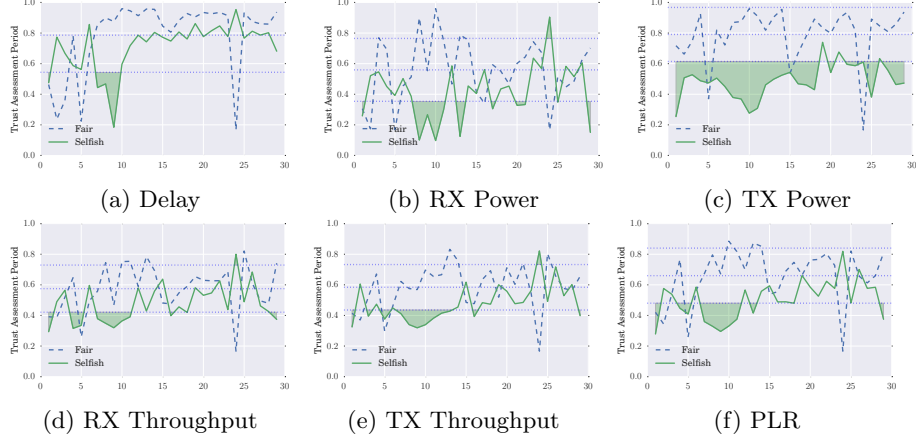 Trust Assessment Period
1.0
0.8
0.6
0.4
0.2
0.0
Fair
Selfish
0 5 10 15 20 25 30
(a) Delay
Trust Assessment Period
1.0
0.8
0.6
0.4
0.2
0.0
Fair
Selfish
0 5 10 15 20 25 30
(b) RX Power
Trust Assessment Period
1.0
0.8
0.6
0.4
0.2
0.0
Fair
Selfish
0 5 10 15 20 25 30
(c) TX Power
Trust Assessment Period
1.0
0.8
0.6
0.4
0.2
0.0
Fair
Selfish
0 5 10 15 20 25 30
(d) RX Throughput
Trust Assessment Period
1.0
0.8
0.6
0.4
0.2
0.0
Fair
Selfish
0 5 10 15 20 25 30
(e) TX Throughput
Trust Assessment Period
1.0
0.8
0.6
0.4
0.2
0.0
Fair
Selfish
0 5 10 15 20 25 30
(f) PLR